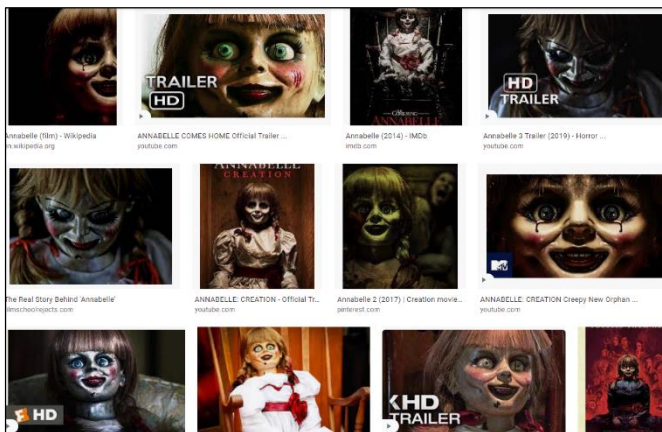 TRAILER
HD
HD
TRAILER
ANNABELLE
Annabelle (film) - Wikipedia
ANNABELLE COMES HOME Official Trailer ...
Annabelle (2014) - IMDb
Annabelle 3 Trailer (2019) - Horror ...
en.wikipedia.org
youtube.com
imdb.com
youtube.com
ANNABELLE
CREATION
MTV
The Real Story Behind 'Annabelle'
ANNABELLE: CREATION - Official Tr...
Annabelle 2 (2017) | Creation movie...
ANNABELLE: CREATION Creepy New Orphan ...
filmschoolrejects.com
youtube.com
pinterest.com
youtube.com
HD
KHD
TRAILER